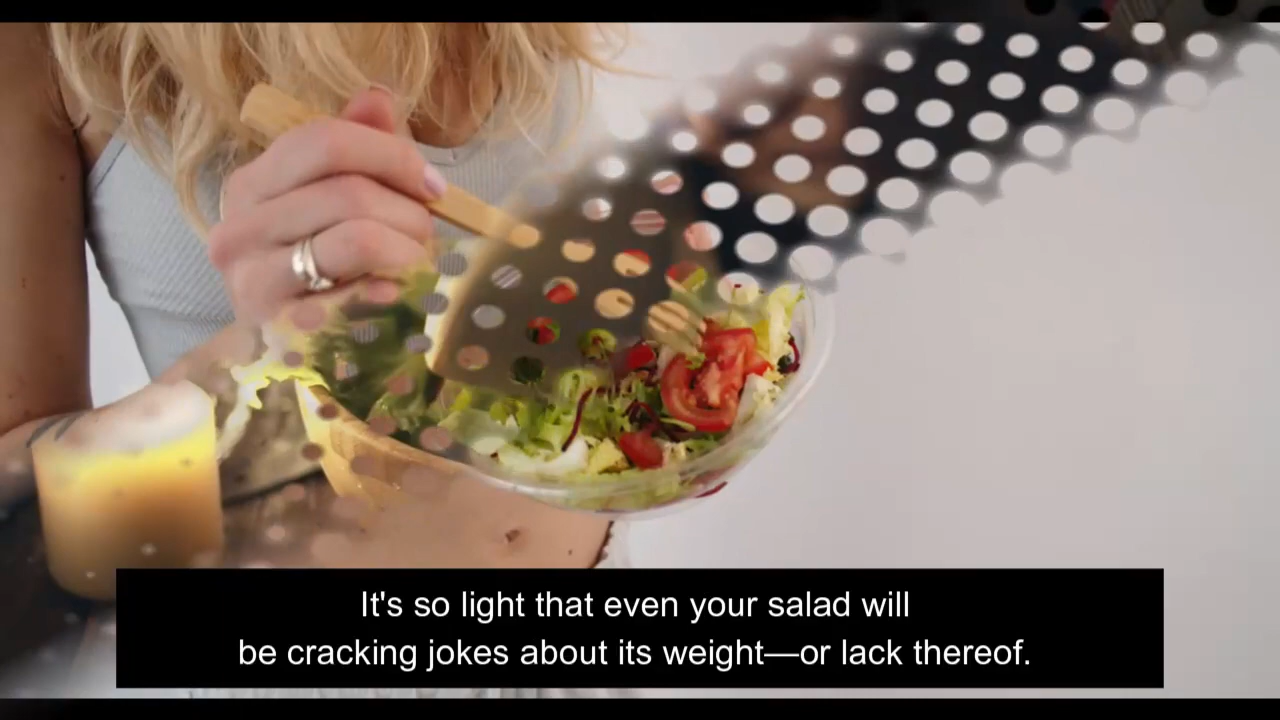 It's so light that even your salad will
be cracking jokes about its weight—or lack thereof.